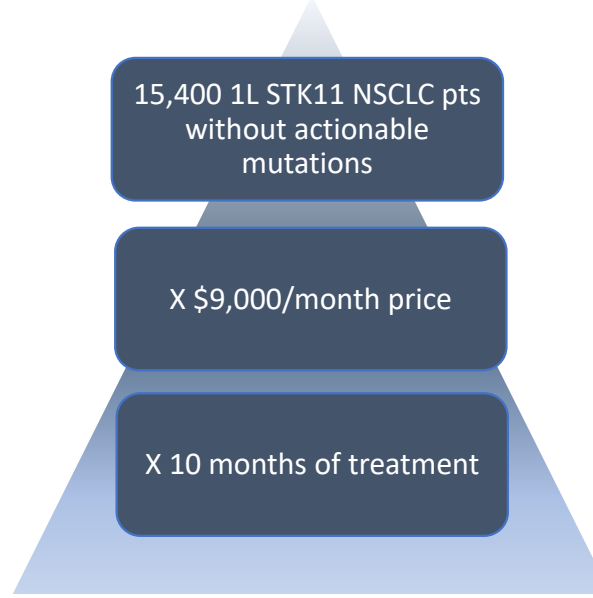 15,400 1L STK11 NSCLC pts
without actionable
mutations
X $9,000/month price
X 10 months of treatment